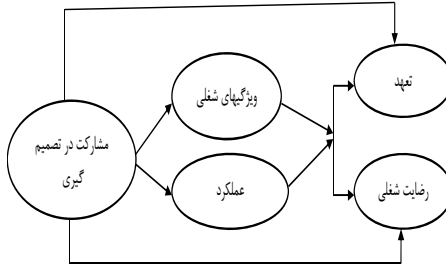 تعهد
ویژگیهای شغلی
مشارکت در تصمیم
گیری
عملکرد
رضایت شغلی